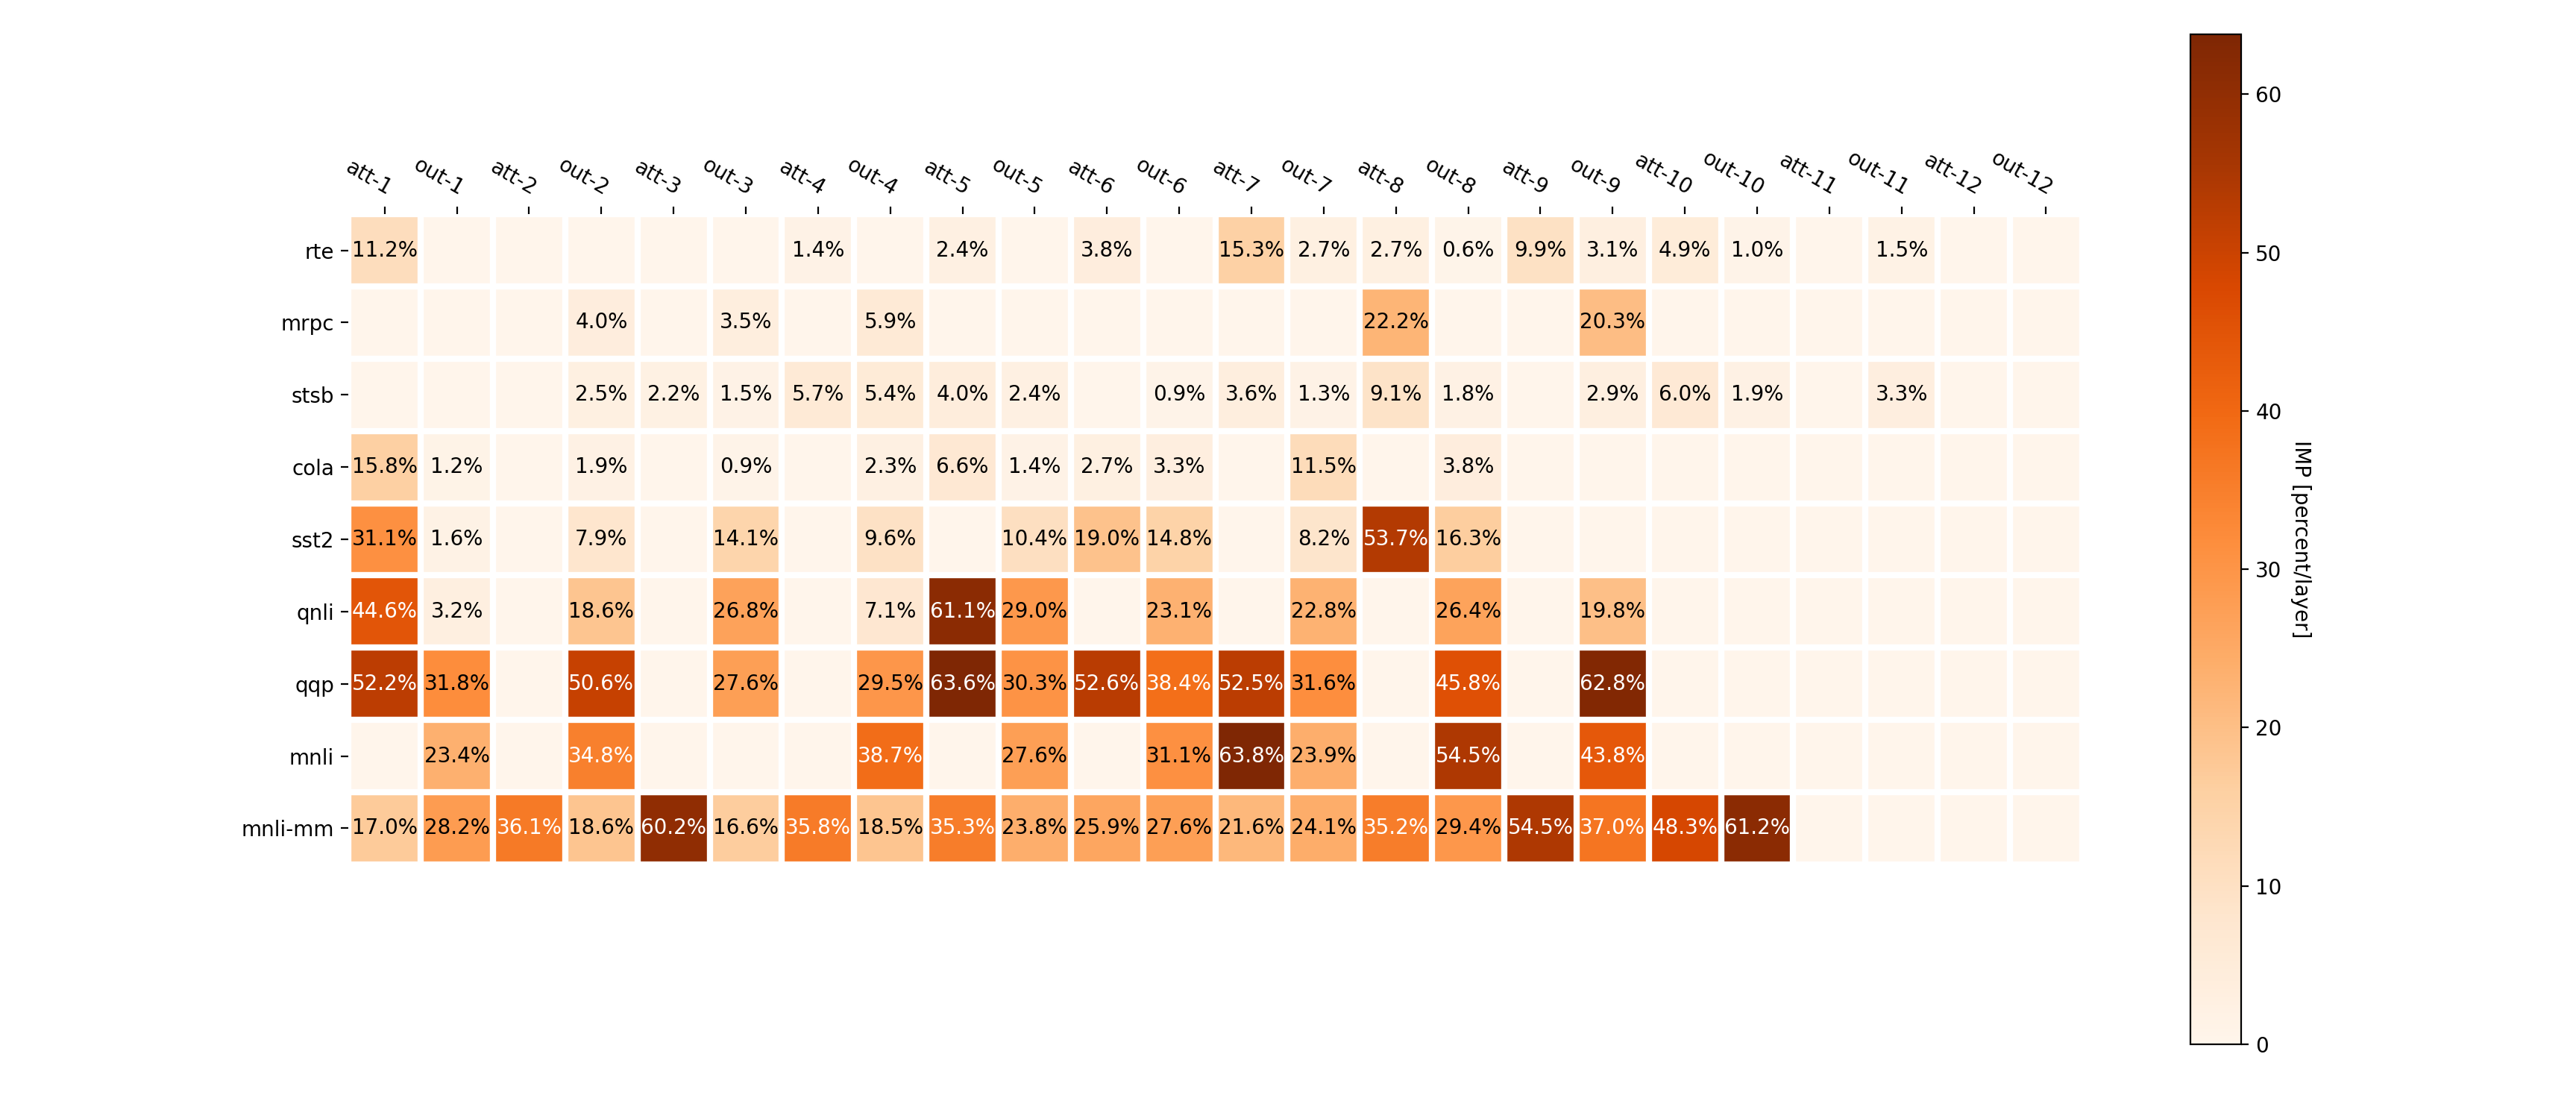 att-1 out-1 att-2 out-2 att-3 out-3 att-4 out-4 att-5 out-5 att-6 out-6 att-7 out-7 att-8 out-8 att-9 out-9 att-10 out-10 att-11 out-11 att-12 out-12
rte 11.2% 1.4% 2.4% 3.8% 15.3% 2.7% 2.7% 0.6% 9.9% 3.1% 4.9% 1.0% 1.5%
mrpc 4.0% 3.5% 5.9% 22.2% 20.3%
stsb 2.5% 2.2% 1.5% 5.7% 5.4% 4.0% 2.4% 0.9% 3.6% 1.3% 9.1% 1.8% 2.9% 6.0% 1.9% 3.3%
cola 15.8% 1.2% 1.9% 0.9% 2.3% 6.6% 1.4% 2.7% 3.3% 11.5% 3.8%
sst2 31.1% 1.6% 7.9% 14.1% 9.6% 10.4% 19.0% 14.8% 8.2% 53.7% 16.3%
qnli 44.6% 3.2% 18.6% 26.8% 7.1% 61.1% 29.0% 23.1% 22.8% 26.4% 19.8%
qqp 52.2% 31.8% 50.6% 27.6% 29.5% 63.6% 30.3% 52.6% 38.4% 52.5% 31.6% 45.8% 62.8%
mnli 23.4% 34.8% 38.7% 27.6% 31.1% 63.8% 23.9% 54.5% 43.8%
mnli-mm 17.0% 28.2% 36.1% 18.6% 60.2% 16.6% 35.8% 18.5% 35.3% 23.8% 25.9% 27.6% 21.6% 24.1% 35.2% 29.4% 54.5% 37.0% 48.3% 61.2%
60
50
40
30
20
10
0
IMP [percent/layer]